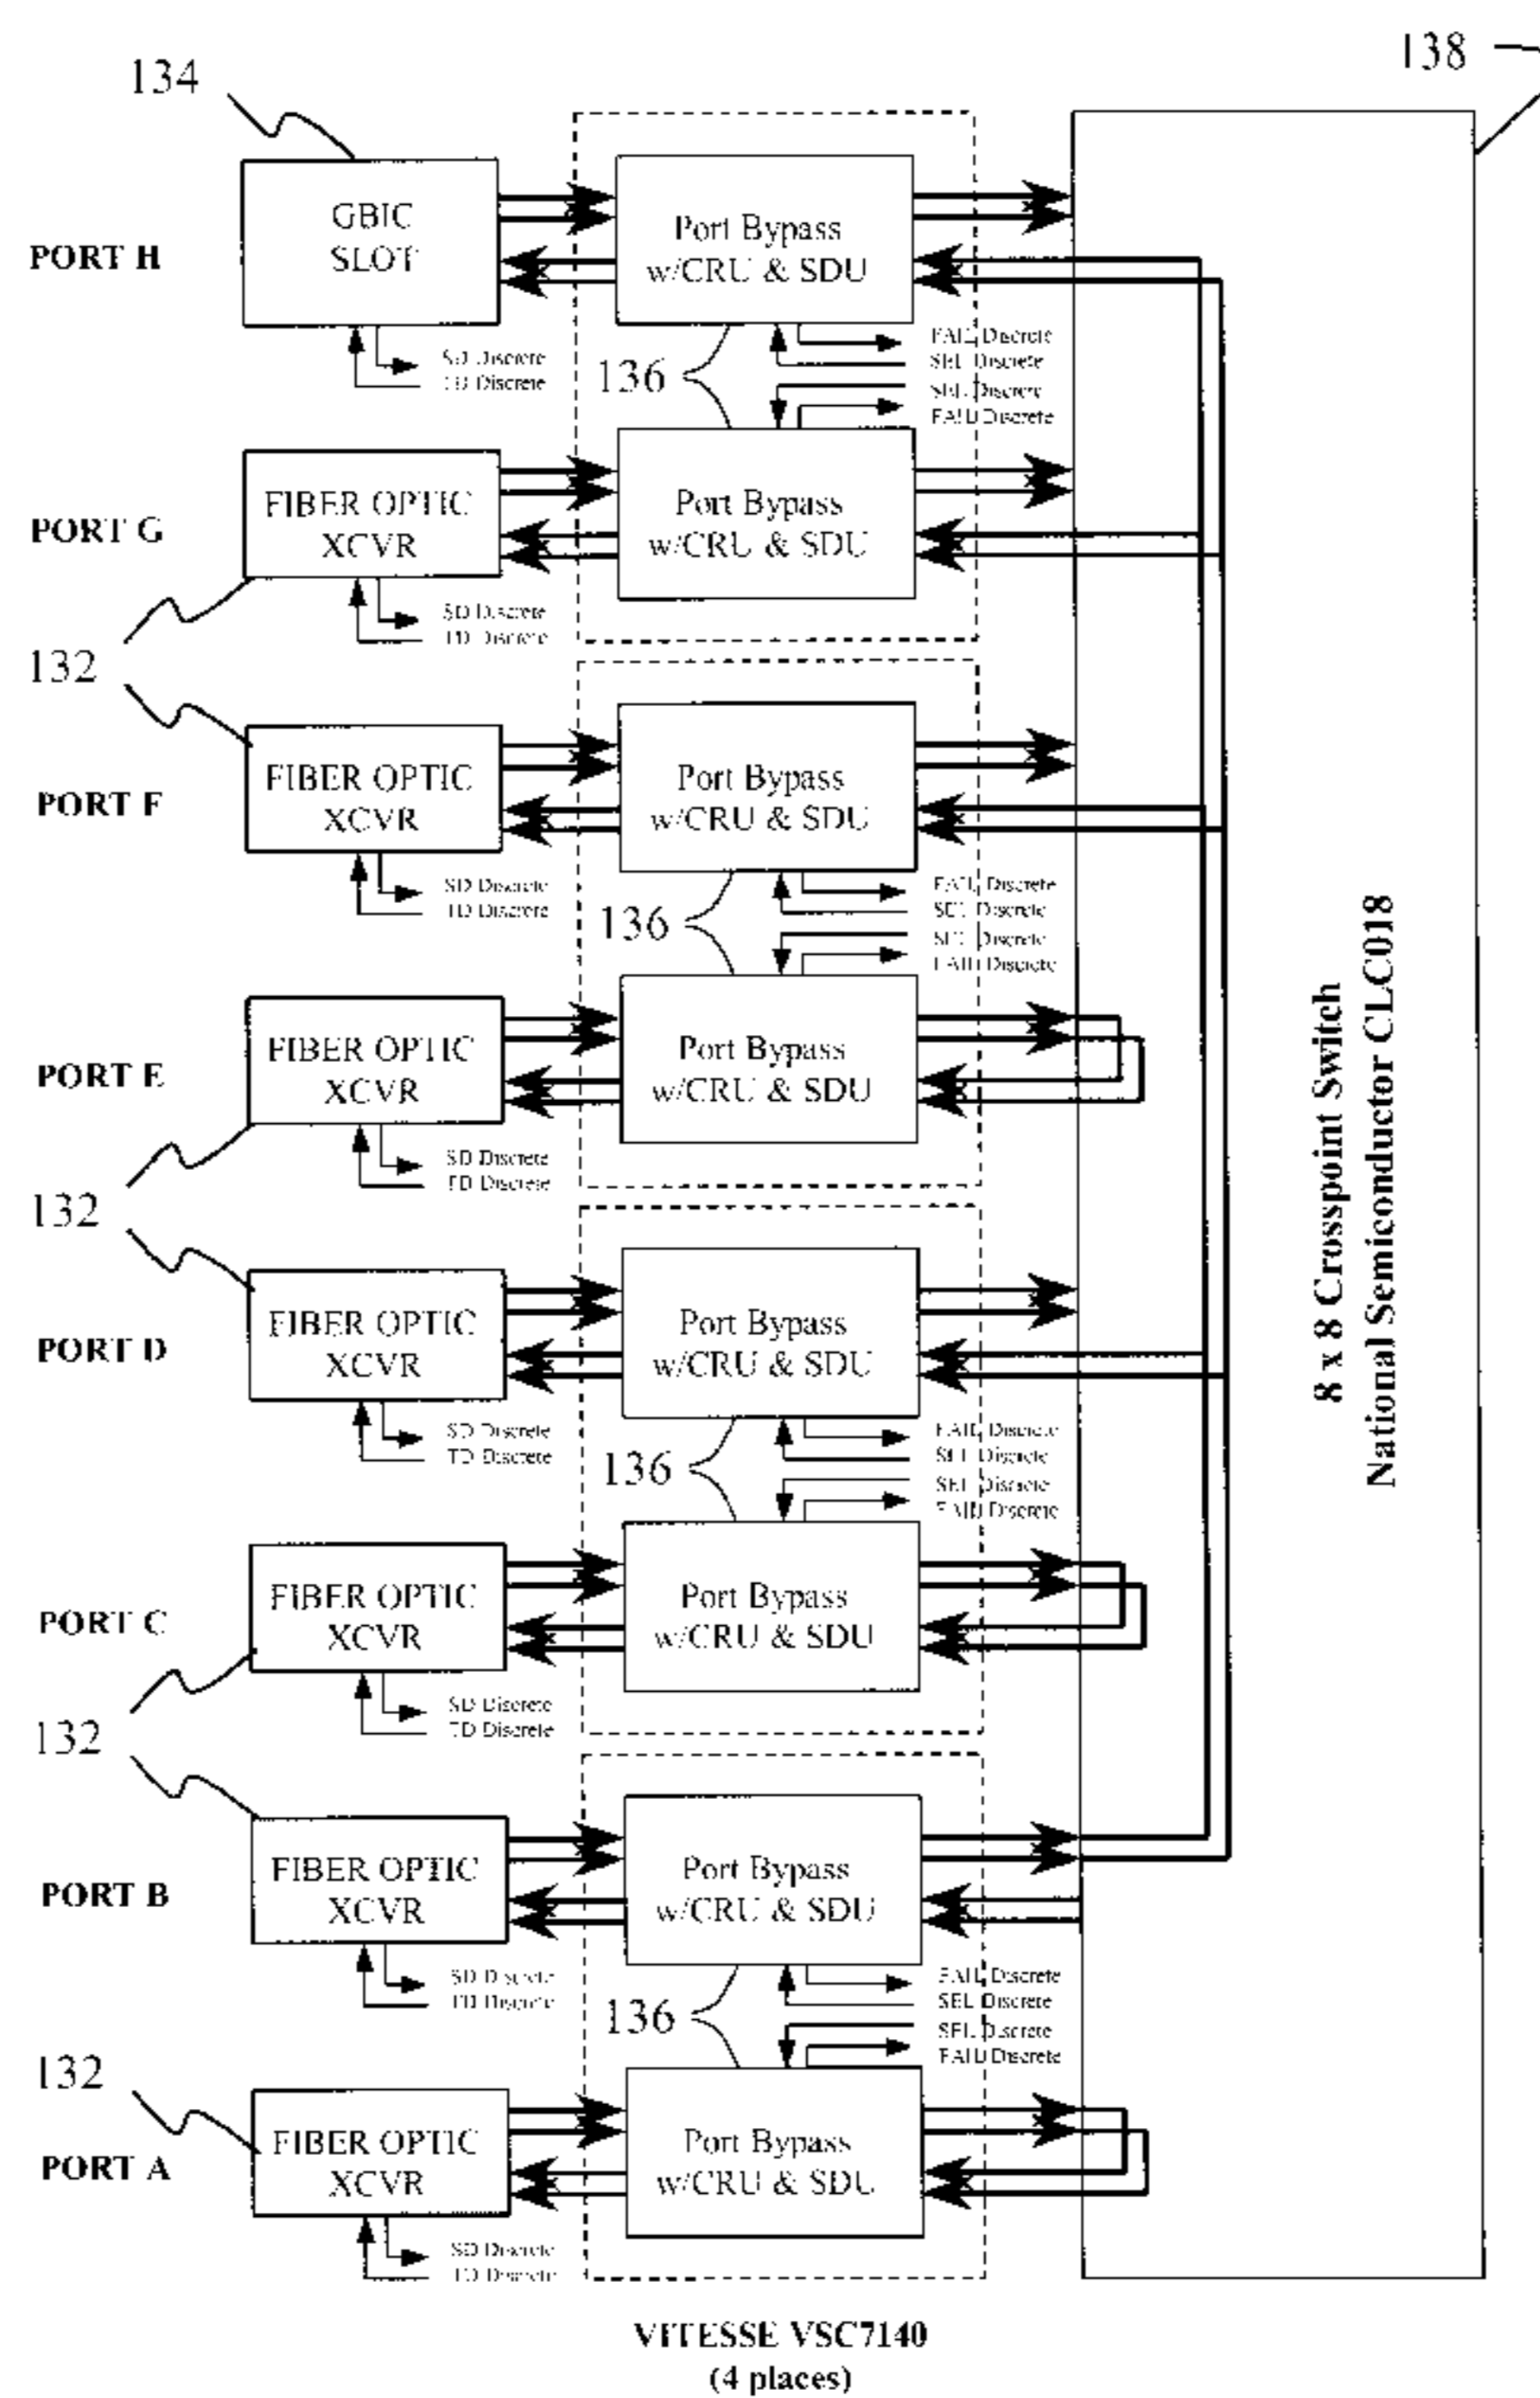 138
134
GBIC
SLOT
Port Bypass
w/CRU & SDU
PORT H
SD Discrete
TD Discrete
136
FAIL Discrete
SEL Discrete
SEL Discrete
FAIL Discrete
FIBER OPTIC
XCVR
Port Bypass
w/CRU & SDU
PORT G
SD Discrete
TD Discrete
132
FIBER OPTIC
XCVR
Port Bypass
w/CRU & SDU
PORT F
SD Discrete
TD Discrete
136
FAIL Discrete
SEL Discrete
SEL Discrete
FAIL Discrete
FIBER OPTIC
XCVR
Port Bypass
w/CRU & SDU
PORT E
SD Discrete
TD Discrete
132
8 x 8 Crosspoint Switch
National Semiconductor CLC018
FIBER OPTIC
XCVR
Port Bypass
w/CRU & SDU
PORT D
SD Discrete
TD Discrete
136
FAIL Discrete
SEL Discrete
SEL Discrete
FAIL Discrete
FIBER OPTIC
XCVR
Port Bypass
w/CRU & SDU
PORT C
SD Discrete
TD Discrete
132
FIBER OPTIC
XCVR
Port Bypass
w/CRU & SDU
PORT B
SD Discrete
TD Discrete
136
FAIL Discrete
SEL Discrete
SEL Discrete
FAIL Discrete
132
FIBER OPTIC
XCVR
Port Bypass
w/CRU & SDU
PORT A
SD Discrete
TD Discrete
VITESSE VSC7140
(4 places)